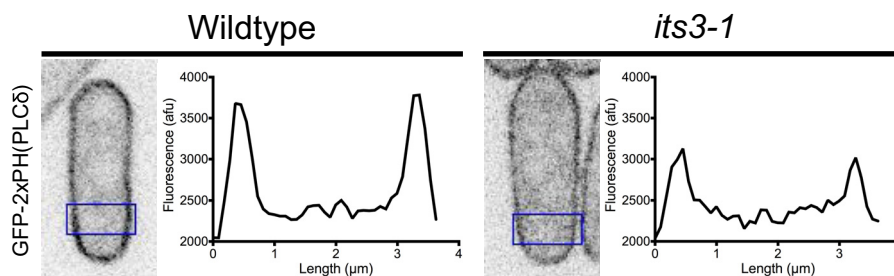 Wildtype
its3-1
GFP-2xPH(PLCδ)
Fluorescence (afu)
4000
3500
3000
2500
2000
0
1
2
3
4
Length (µm)
Fluorescence (afu)
4000
3500
3000
2500
2000
0
1
2
3
Length (µm)